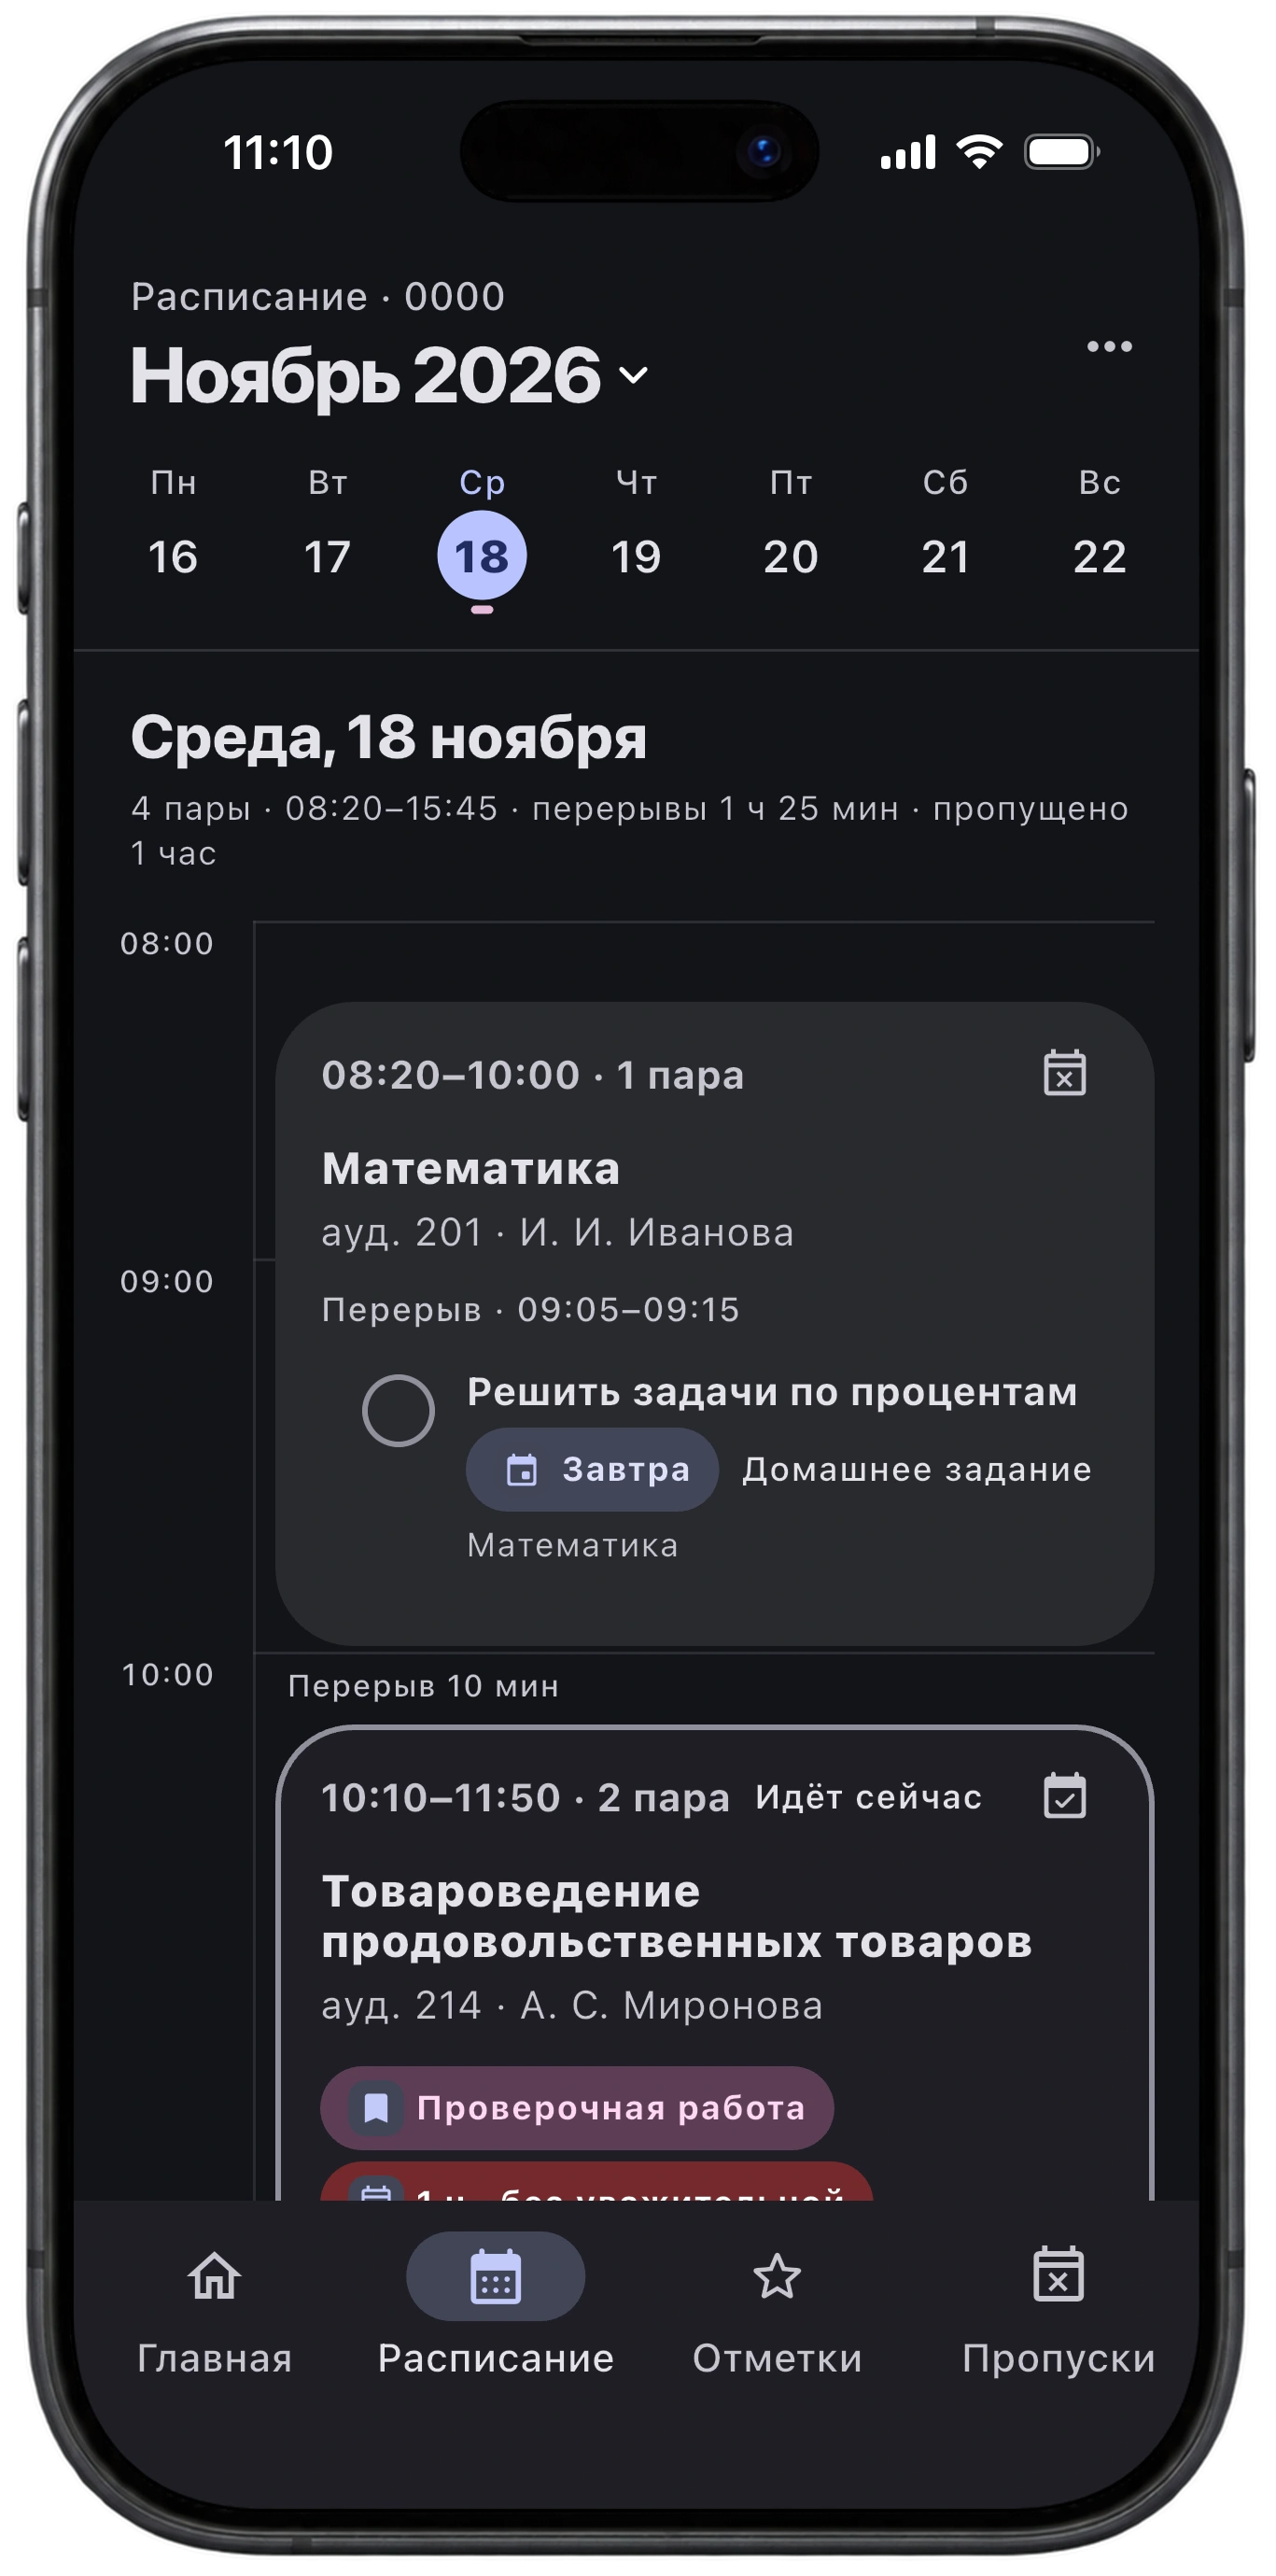 11:10
Расписание · 0000
Ноябрь 2026
Пн Вт Ср Чт Пт Сб Вс
16 17 18 19 20 21 22
Среда, 18 ноября
4 пары · 08:20–15:45 · перерывы 1 ч 25 мин · пропущено
1 час
08:00
08:20–10:00 · 1 пара
Математика
ауд. 201 · И. И. Иванова
09:00
Перерыв · 09:05–09:15
Решить задачи по процентам
Завтра Домашнее задание
Математика
10:00
Перерыв 10 мин
10:10–11:50 · 2 пара Идёт сейчас
Товароведение
продовольственных товаров
ауд. 214 · А. С. Миронова
Проверочная работа
1 ч · без уважительной
Главная Расписание Отметки Пропуски